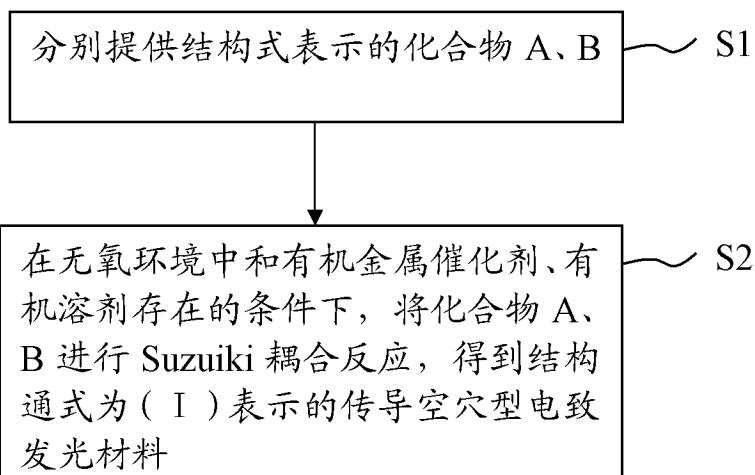 分别提供结构式表示的化合物 A、B
S1
在无氧环境中和有机金属催化剂、有
S2
机溶剂存在的条件下，将化合物 A、
B 进行 Suzuiki 耦合反应，得到结构
通式为（Ⅰ）表示的传导空穴型电致
发光材料